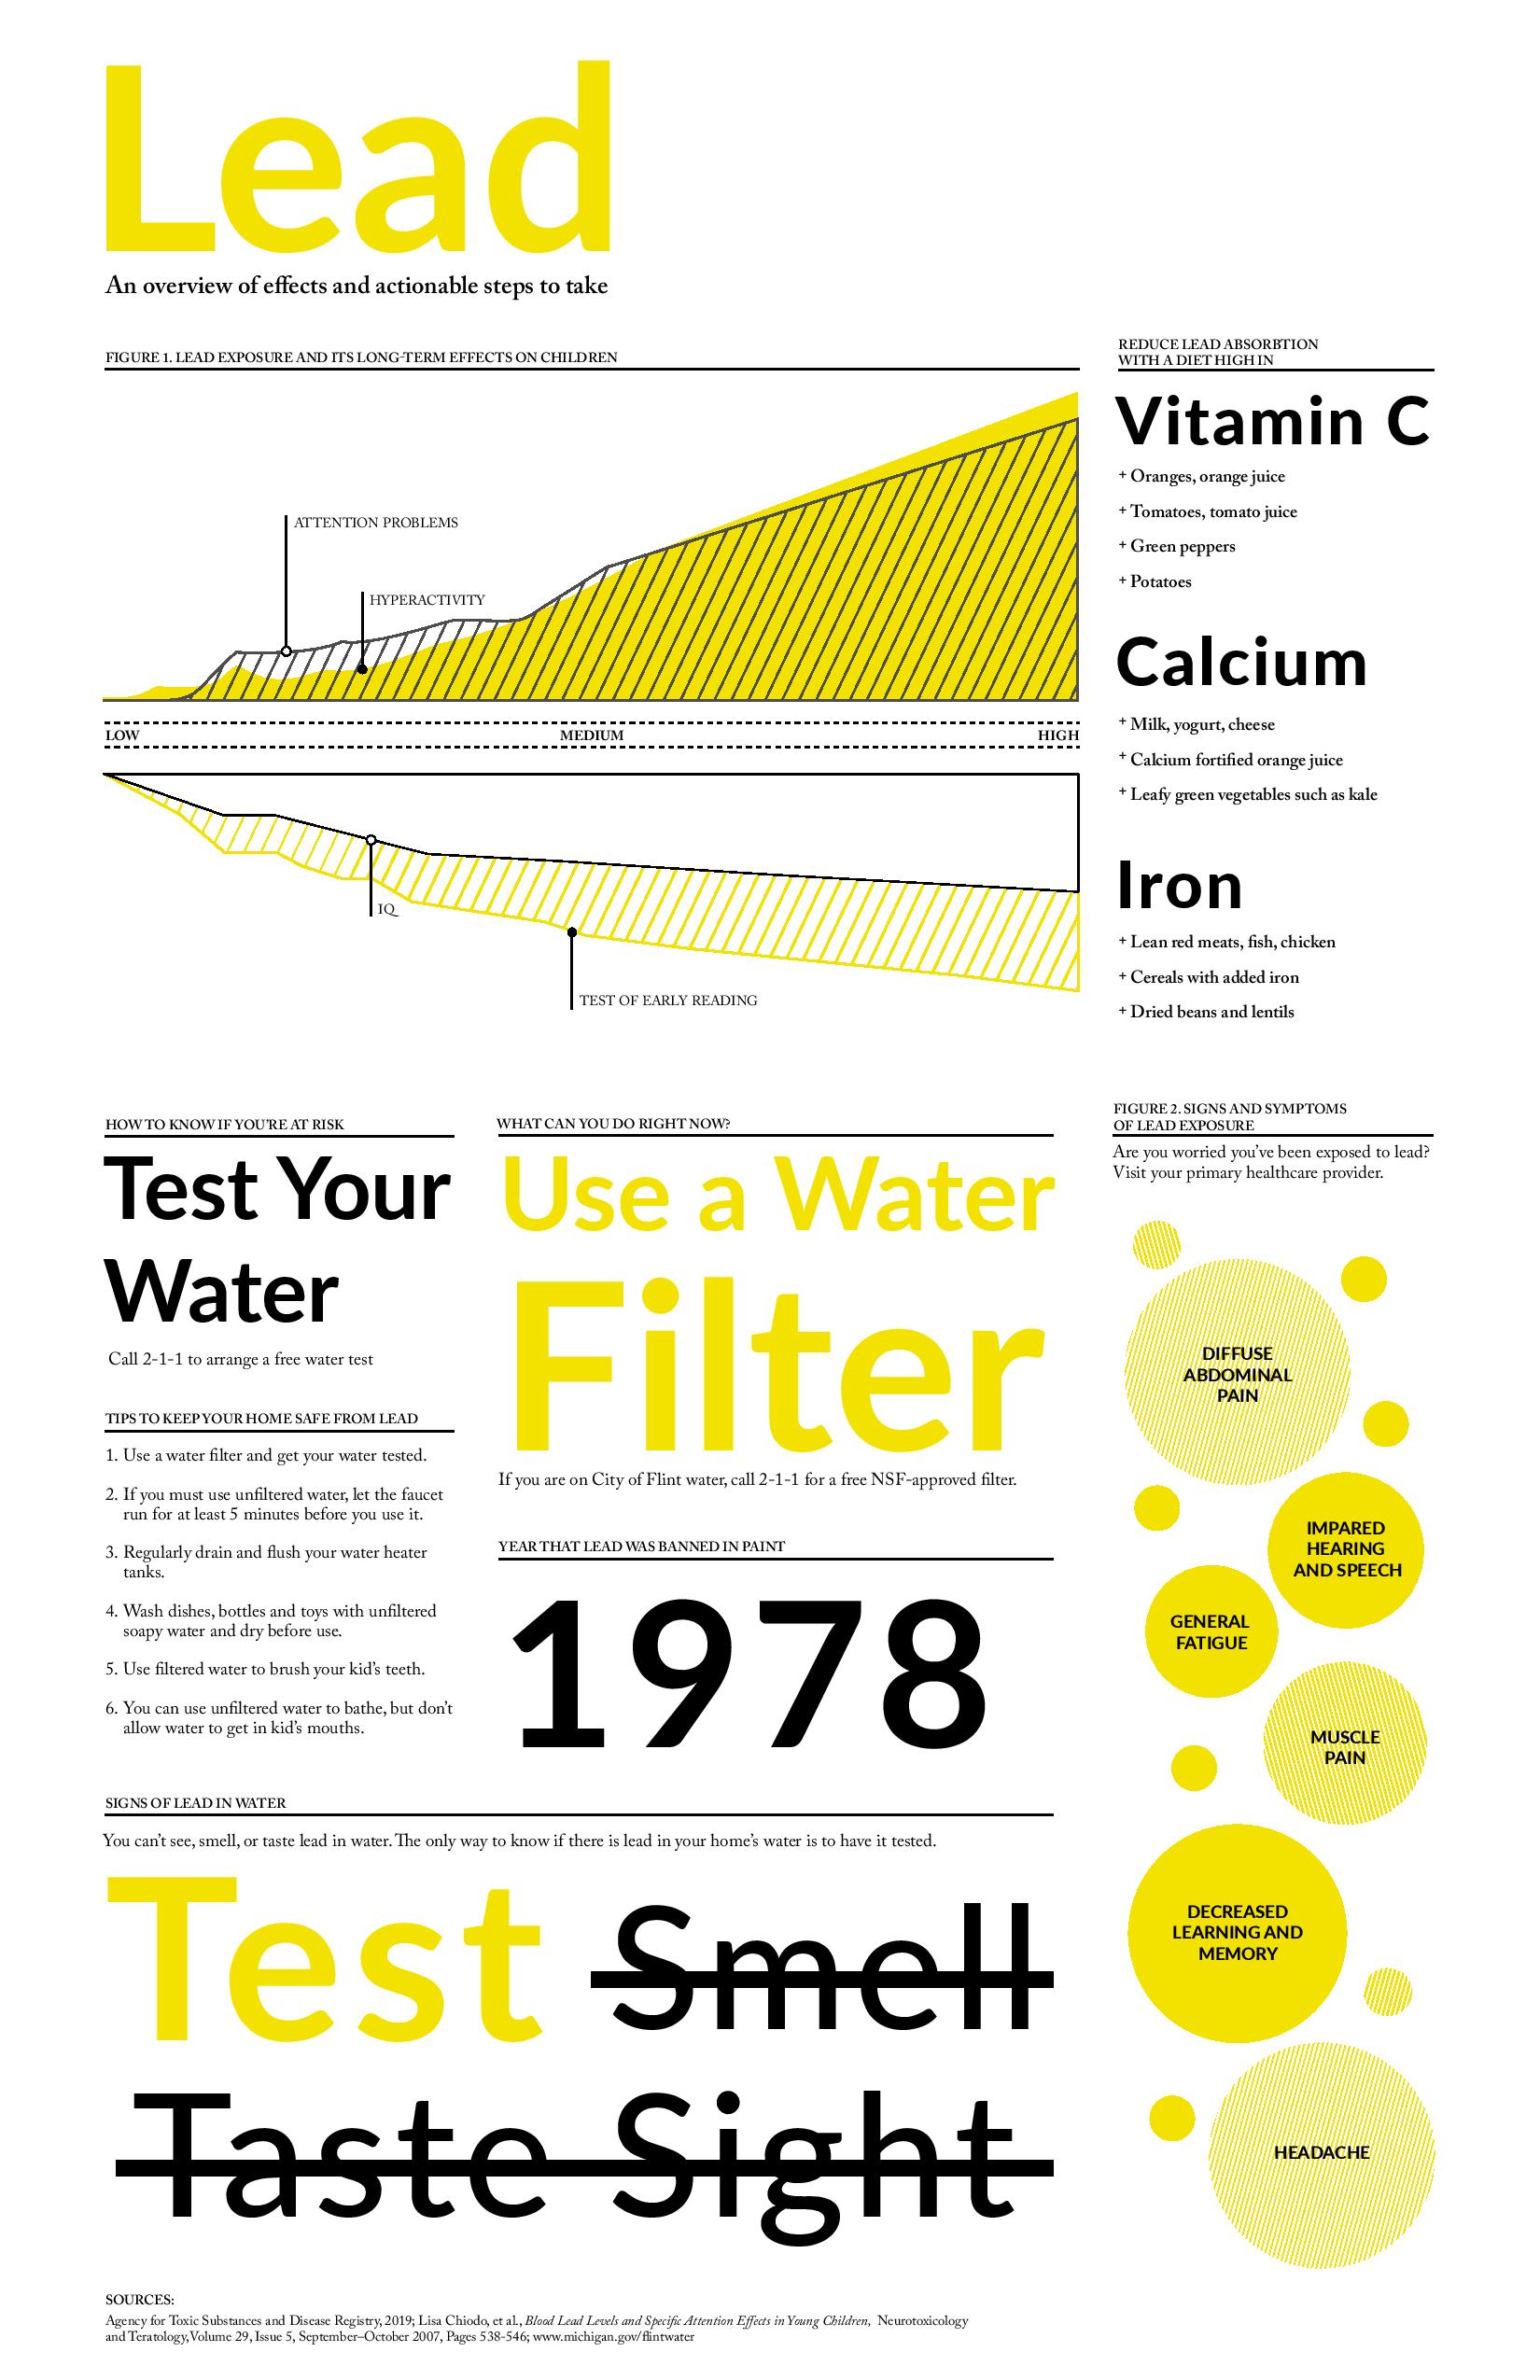 Lead
An overview of effects and actionable steps to take
FIGURE 1. LEAD EXPOSURE AND ITS LONG-TERM EFFECTS ON CHILDREN
ATTENTION PROBLEMS
HYPERACTIVITY
LOW MEDIUM HIGH
IQ
TEST OF EARLY READING
REDUCE LEAD ABSORBTION
WITH A DIET HIGH IN
Vitamin C
+ Oranges, orange juice
+ Tomatoes, tomato juice
+ Green peppers
+ Potatoes
Calcium
+ Milk, yogurt, cheese
+ Calcium fortified orange juice
+ Leafy green vegetables such as kale
Iron
+ Lean red meats, fish, chicken
+ Cereals with added iron
+ Dried beans and lentils
HOW TO KNOW IF YOU'RE AT RISK
Test Your
Water
Call 2-1-1 to arrange a free water test
TIPS TO KEEP YOUR HOME SAFE FROM LEAD
1. Use a water filter and get your water tested.
2. If you must use unfiltered water, let the faucet
run for at least 5 minutes before you use it.
3. Regularly drain and flush your water heater
tanks.
4. Wash dishes, bottles and toys with unfiltered
soapy water and dry before use.
5. Use filtered water to brush your kid's teeth.
6. You can use unfiltered water to bathe, but don't
allow water to get in kid's mouths.
WHAT CAN YOU DO RIGHT NOW?
Use a Water
Filter
If you are on City of Flint water, call 2-1-1 for a free NSF-approved filter.
YEAR THAT LEAD WAS BANNED IN PAINT
1978
SIGNS OF LEAD IN WATER
You can't see, smell, or taste lead in water. The only way to know if there is lead in your home's water is to have it tested.
Test Smell
Taste Sight
FIGURE 2. SIGNS AND SYMPTOMS
OF LEAD EXPOSURE
Are you worried you've been exposed to lead?
Visit your primary healthcare provider.
DIFFUSE
ABDOMINAL
PAIN
IMPARED
HEARING
AND SPEECH
GENERAL
FATIGUE
MUSCLE
PAIN
DECREASED
LEARNING AND
MEMORY
HEADACHE
SOURCES:
Agency for Toxic Substances and Disease Registry, 2019; Lisa Chiodo, et al., Blood Lead Levels and Specific Attention Effects in Young Children, Neurotoxicology
and Teratology,Volume 29, Issue 5, September–October 2007, Pages 538-546; www.michigan.gov/flintwater